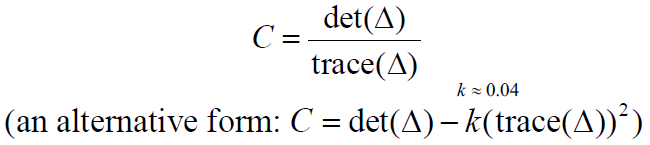 C = det(Δ) / trace(Δ)
k ≈ 0.04
(an alternative form: C = det(Δ) − k(trace(Δ))²)